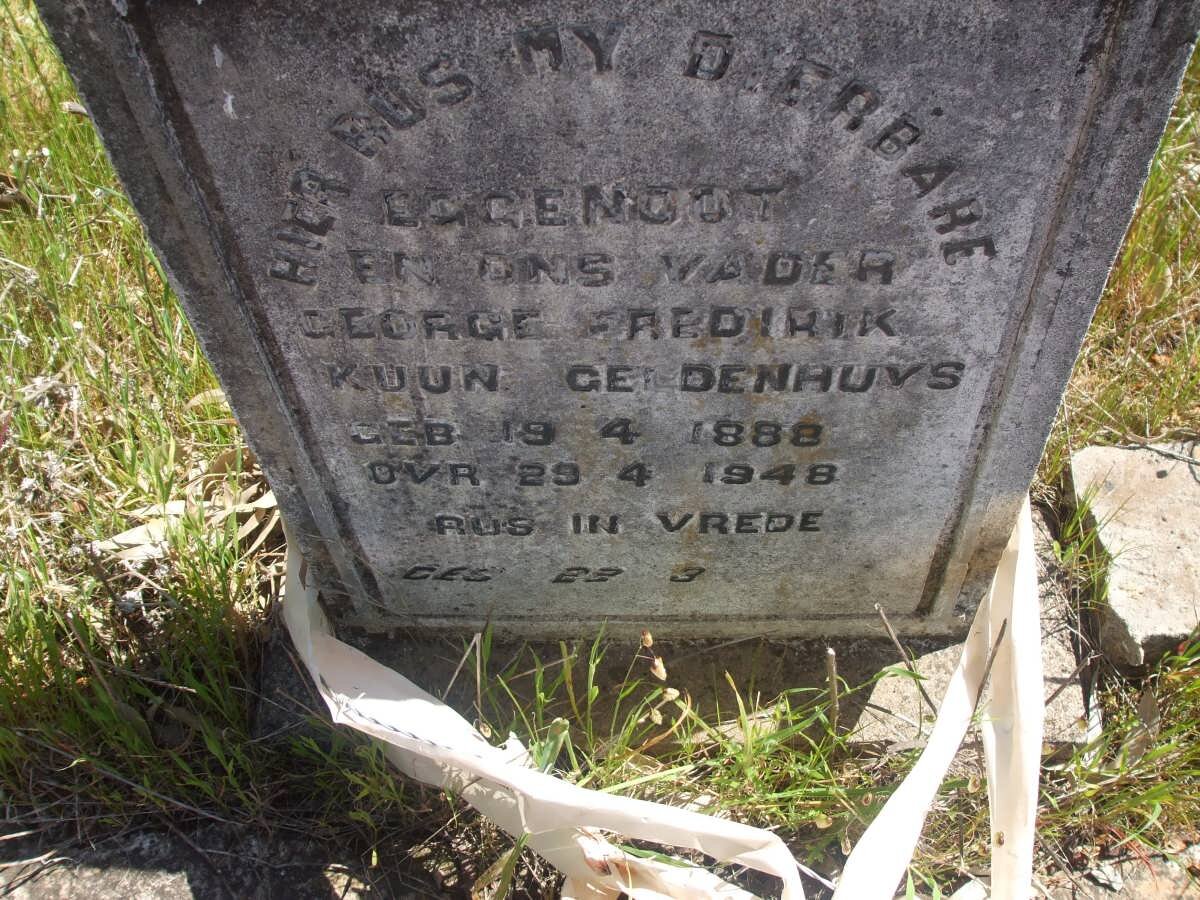 HIER RUS MY DIERBARE
EGGENOOT
EN ONS VADER
GEORGE FREDIRIK
KUUN GELDENHUYS
GEB 19 4 1888
OVR 29 4 1948
RUS IN VREDE
GES 23 3